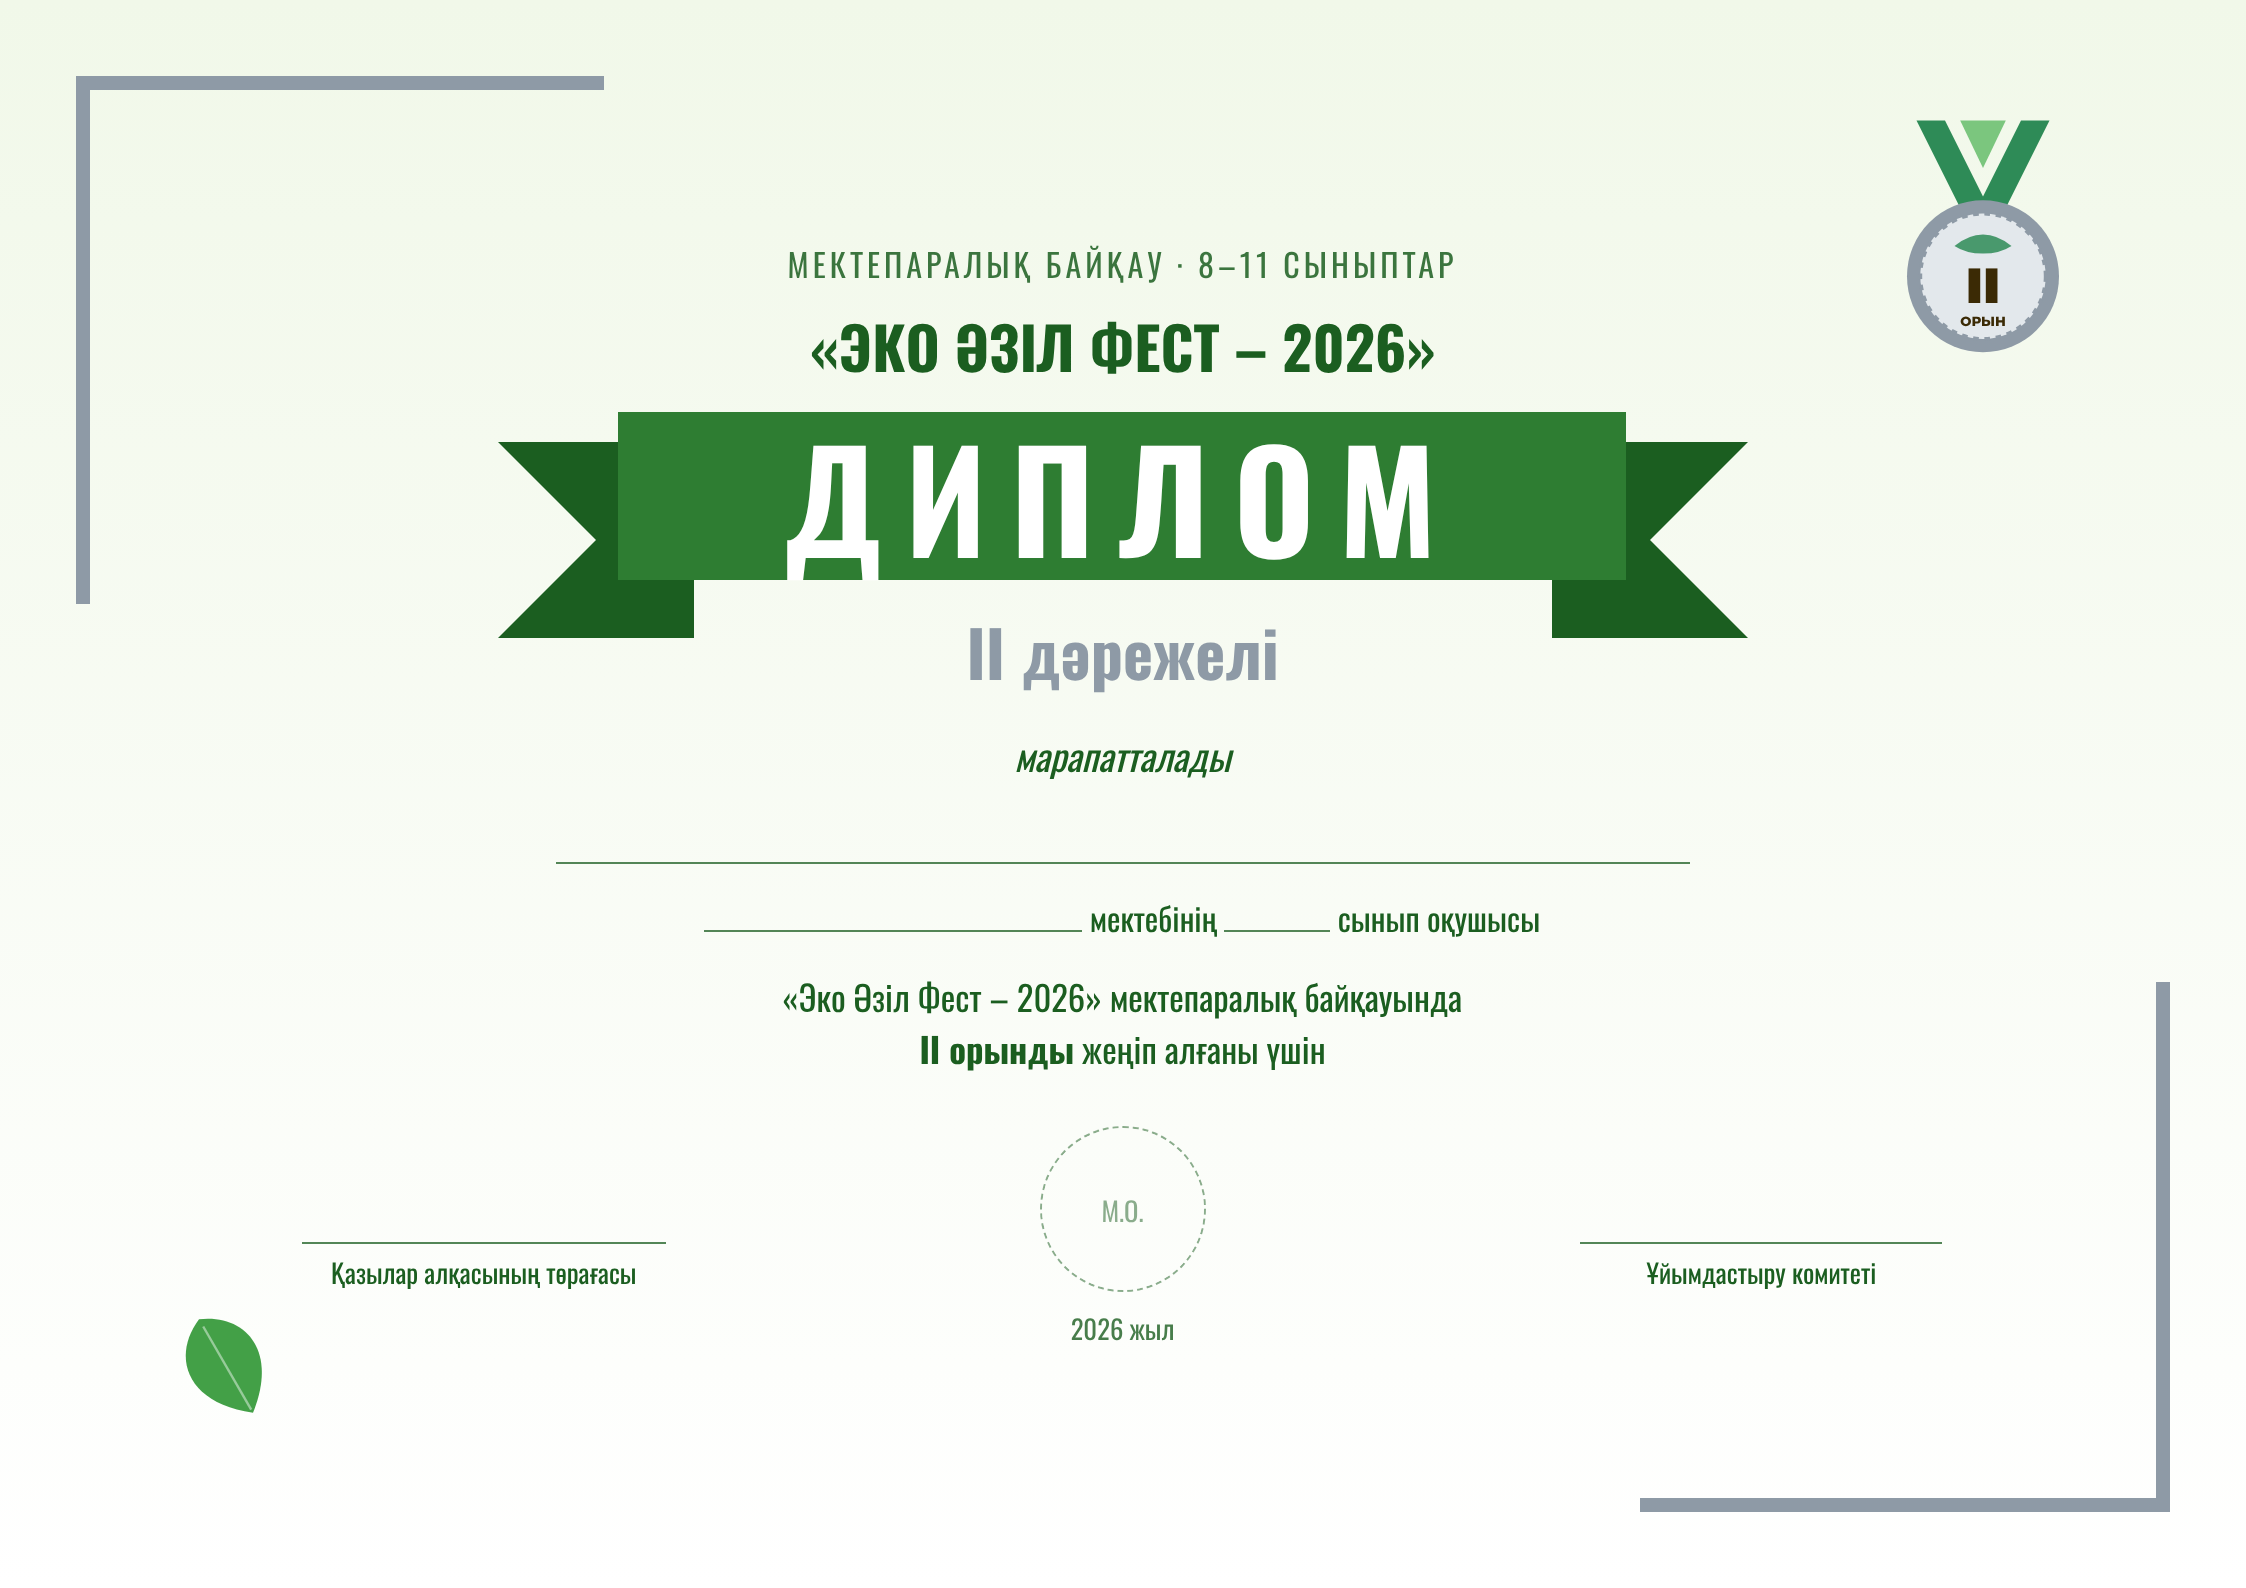 МЕКТЕПАРАЛЫҚ БАЙҚАУ · 8–11 СЫНЫПТАР
«ЭКО ӘЗІЛ ФЕСТ – 2026»
II
ОРЫН
ДИПЛОМ
II дәрежелі
марапатталады
мектебінің сынып оқушысы
«Эко Әзіл Фест – 2026» мектепаралық байқауында
II орынды жеңіп алғаны үшін
М.О.
Қазылар алқасының төрағасы
Ұйымдастыру комитеті
2026 жыл